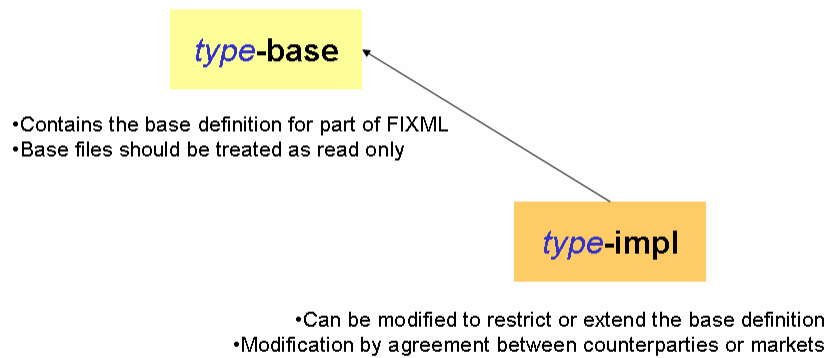 type-base
•Contains the base definition for part of FIXML
•Base files should be treated as read only
type-impl
•Can be modified to restrict or extend the base definition
•Modification by agreement between counterparties or markets